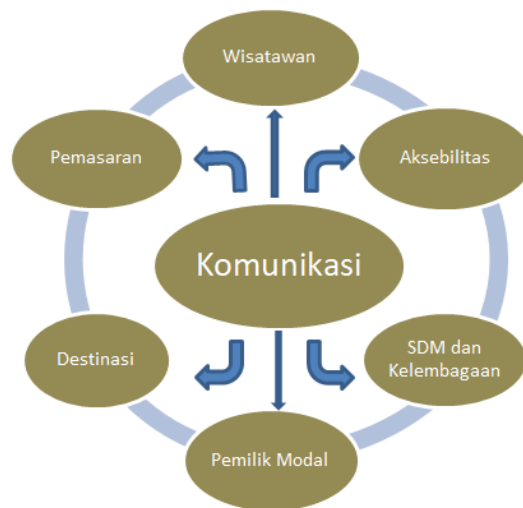 Wisatawan
Pemasaran
Aksebilitas
Komunikasi
Destinasi
SDM dan
Kelembagaan
Pemilik Modal